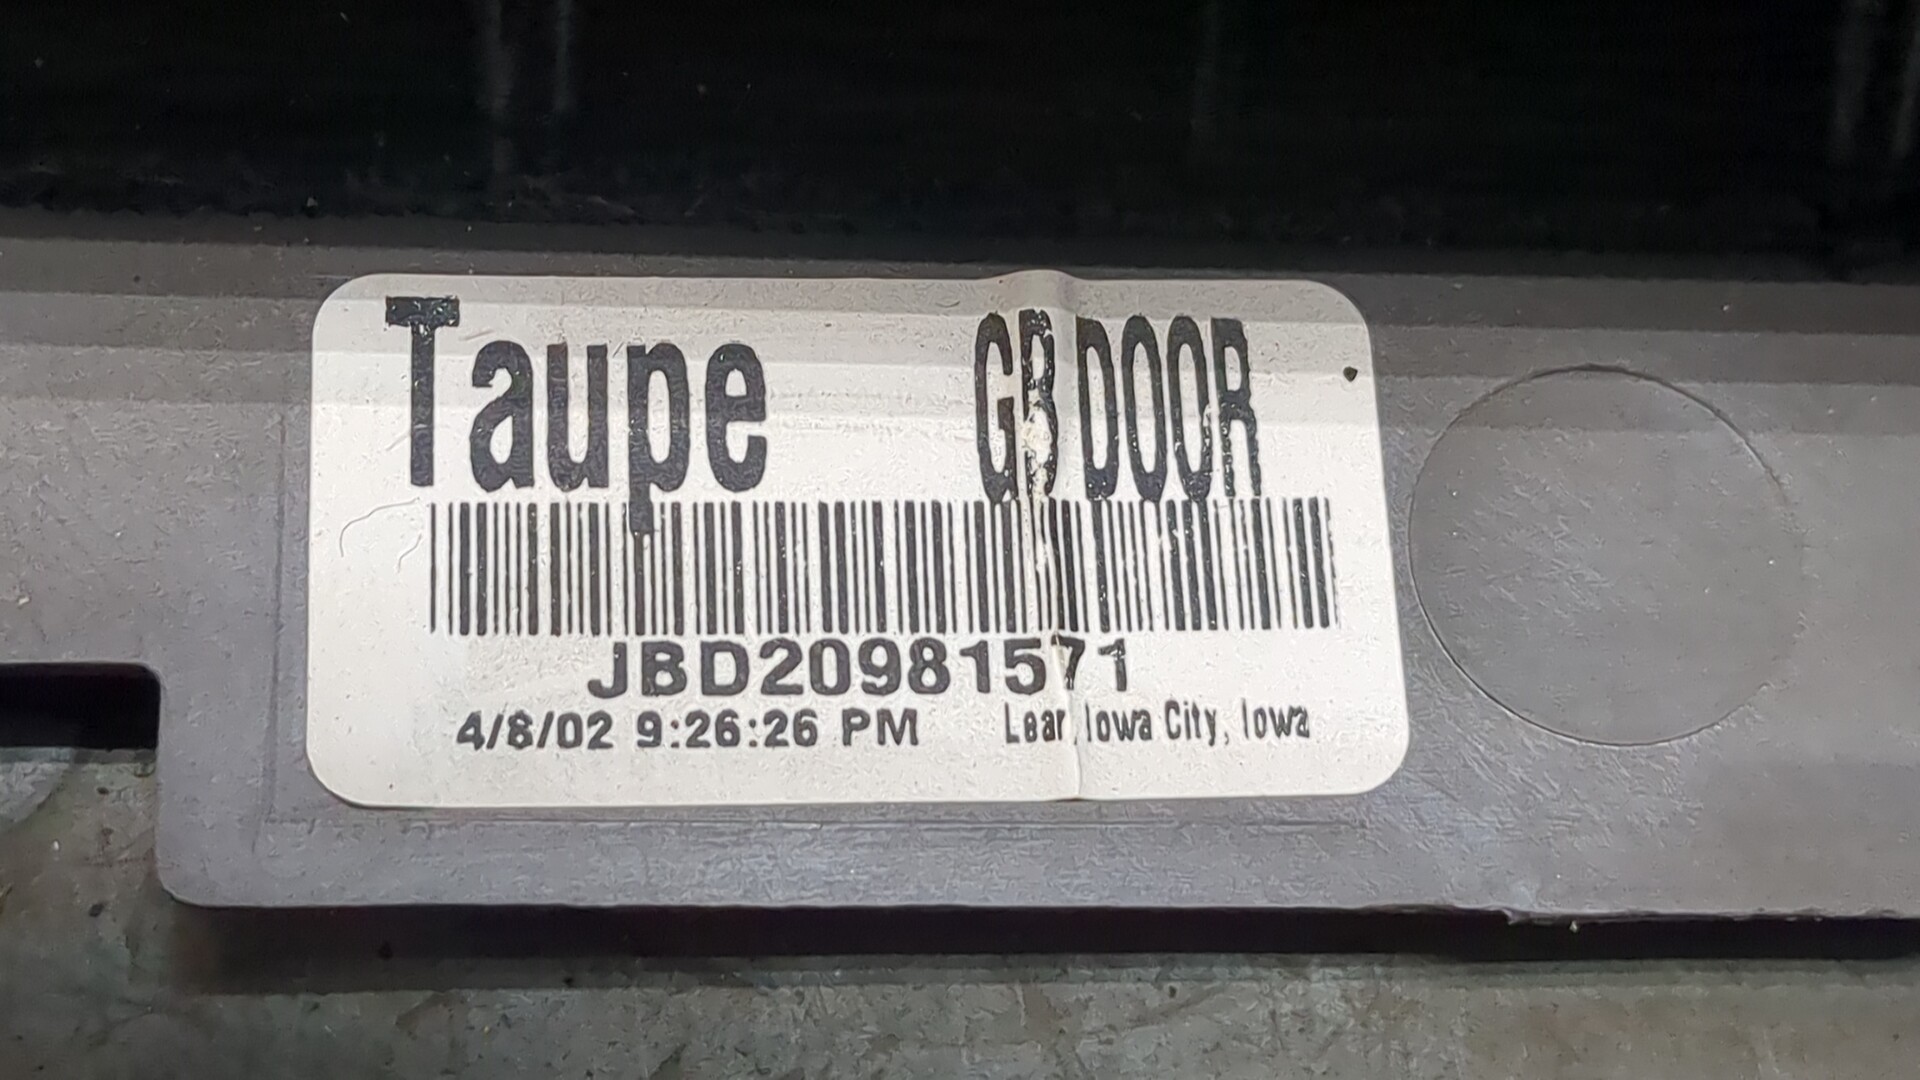 Taupe GB DOOR
JBD20981571
4/8/02 9:26:26 PM Lear, Iowa City, Iowa